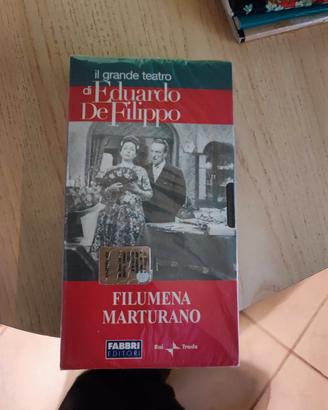 il grande teatro
di Eduardo
De Filippo
FILUMENA
MARTURANO
FABBRI
EDITORI
Rai Trade